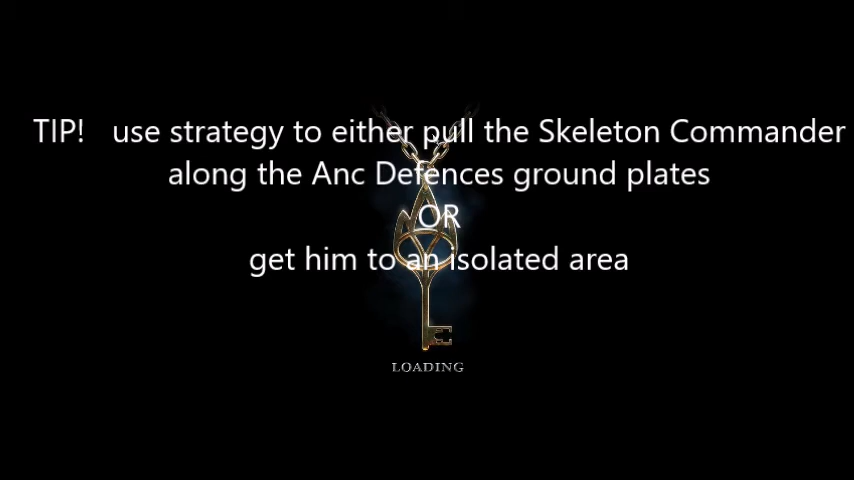 TIP! use strategy to either pull the Skeleton Commander
along the Anc Defences ground plates
OR
get him to an isolated area
LOADING